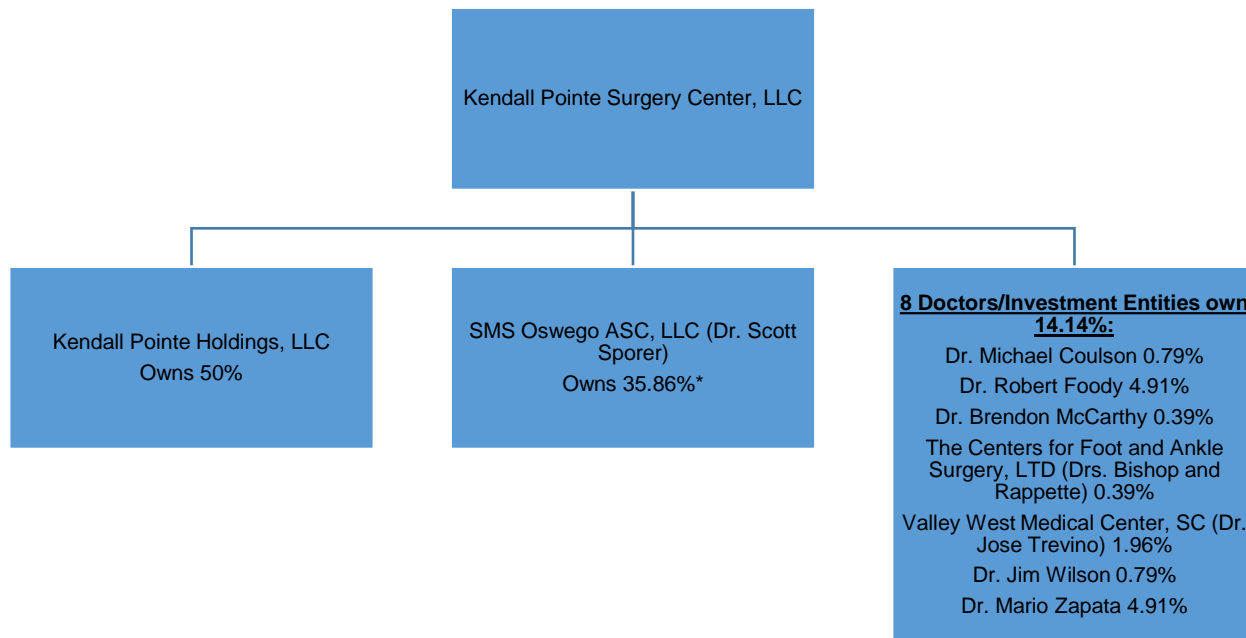 Kendall Pointe Surgery Center, LLC
Kendall Pointe Holdings, LLC
Owns 50%
SMS Oswego ASC, LLC (Dr. Scott
Sporer)
Owns 35.86%*
8 Doctors/Investment Entities own
14.14%:
Dr. Michael Coulson 0.79%
Dr. Robert Foody 4.91%
Dr. Brendon McCarthy 0.39%
The Centers for Foot and Ankle
Surgery, LTD (Drs. Bishop and
Rappette) 0.39%
Valley West Medical Center, SC (Dr.
Jose Trevino) 1.96%
Dr. Jim Wilson 0.79%
Dr. Mario Zapata 4.91%